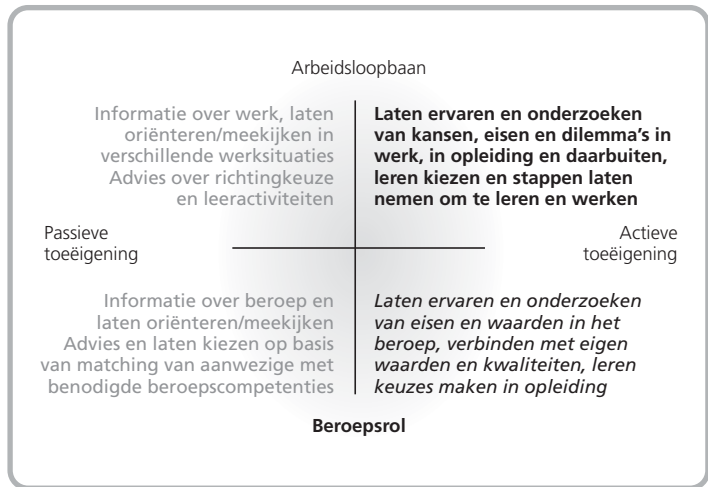 Arbeidsloopbaan
Informatie over werk, laten
oriënteren/meekijken in
verschillende werksituaties
Advies over richtingkeuze
en leeractiviteiten
Laten ervaren en onderzoeken
van kansen, eisen en dilemma's in
werk, in opleiding en daarbuiten,
leren kiezen en stappen laten
nemen om te leren en werken
Passieve
toeëigening
Actieve
toeëigening
Informatie over beroep en
laten oriënteren/meekijken
Advies en laten kiezen op basis
van matching van aanwezige met
benodigde beroepscompetenties
Laten ervaren en onderzoeken
van eisen en waarden in het
beroep, verbinden met eigen
waarden en kwaliteiten, leren
keuzes maken in opleiding
Beroepsrol